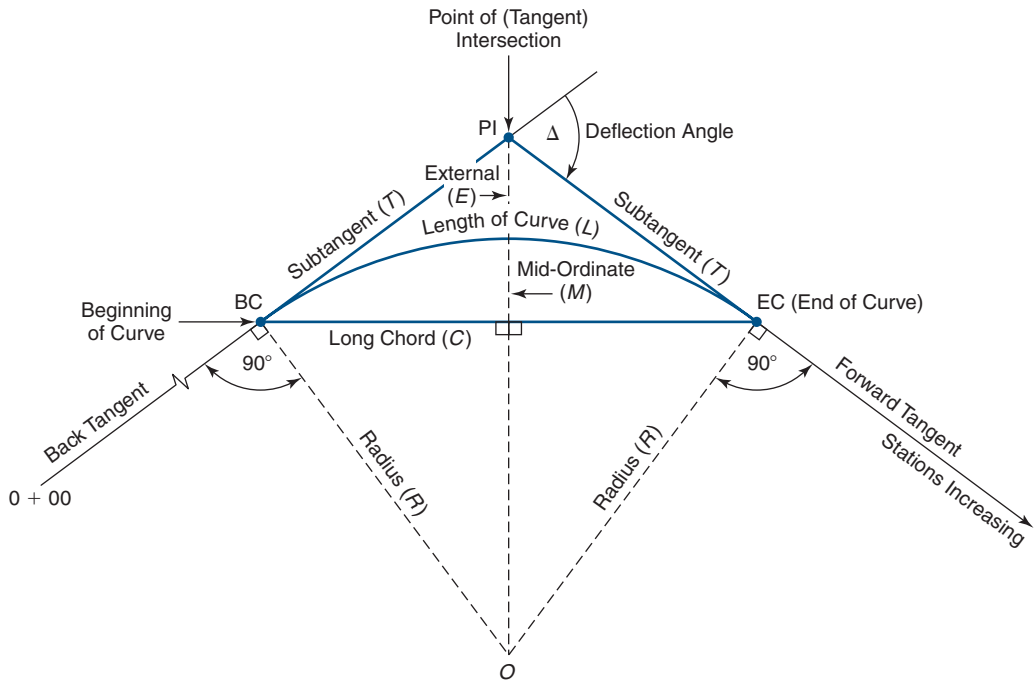 Point of (Tangent)
Intersection
PI
Δ
Deflection Angle
External
(E)
Subtangent (T)
Length of Curve (L)
Subtangent (T)
Mid-Ordinate
(M)
Beginning
of Curve
BC
EC (End of Curve)
Long Chord (C)
90°
90°
Back Tangent
Forward Tangent
Stations Increasing
Radius (R)
Radius (R)
0 + 00
O